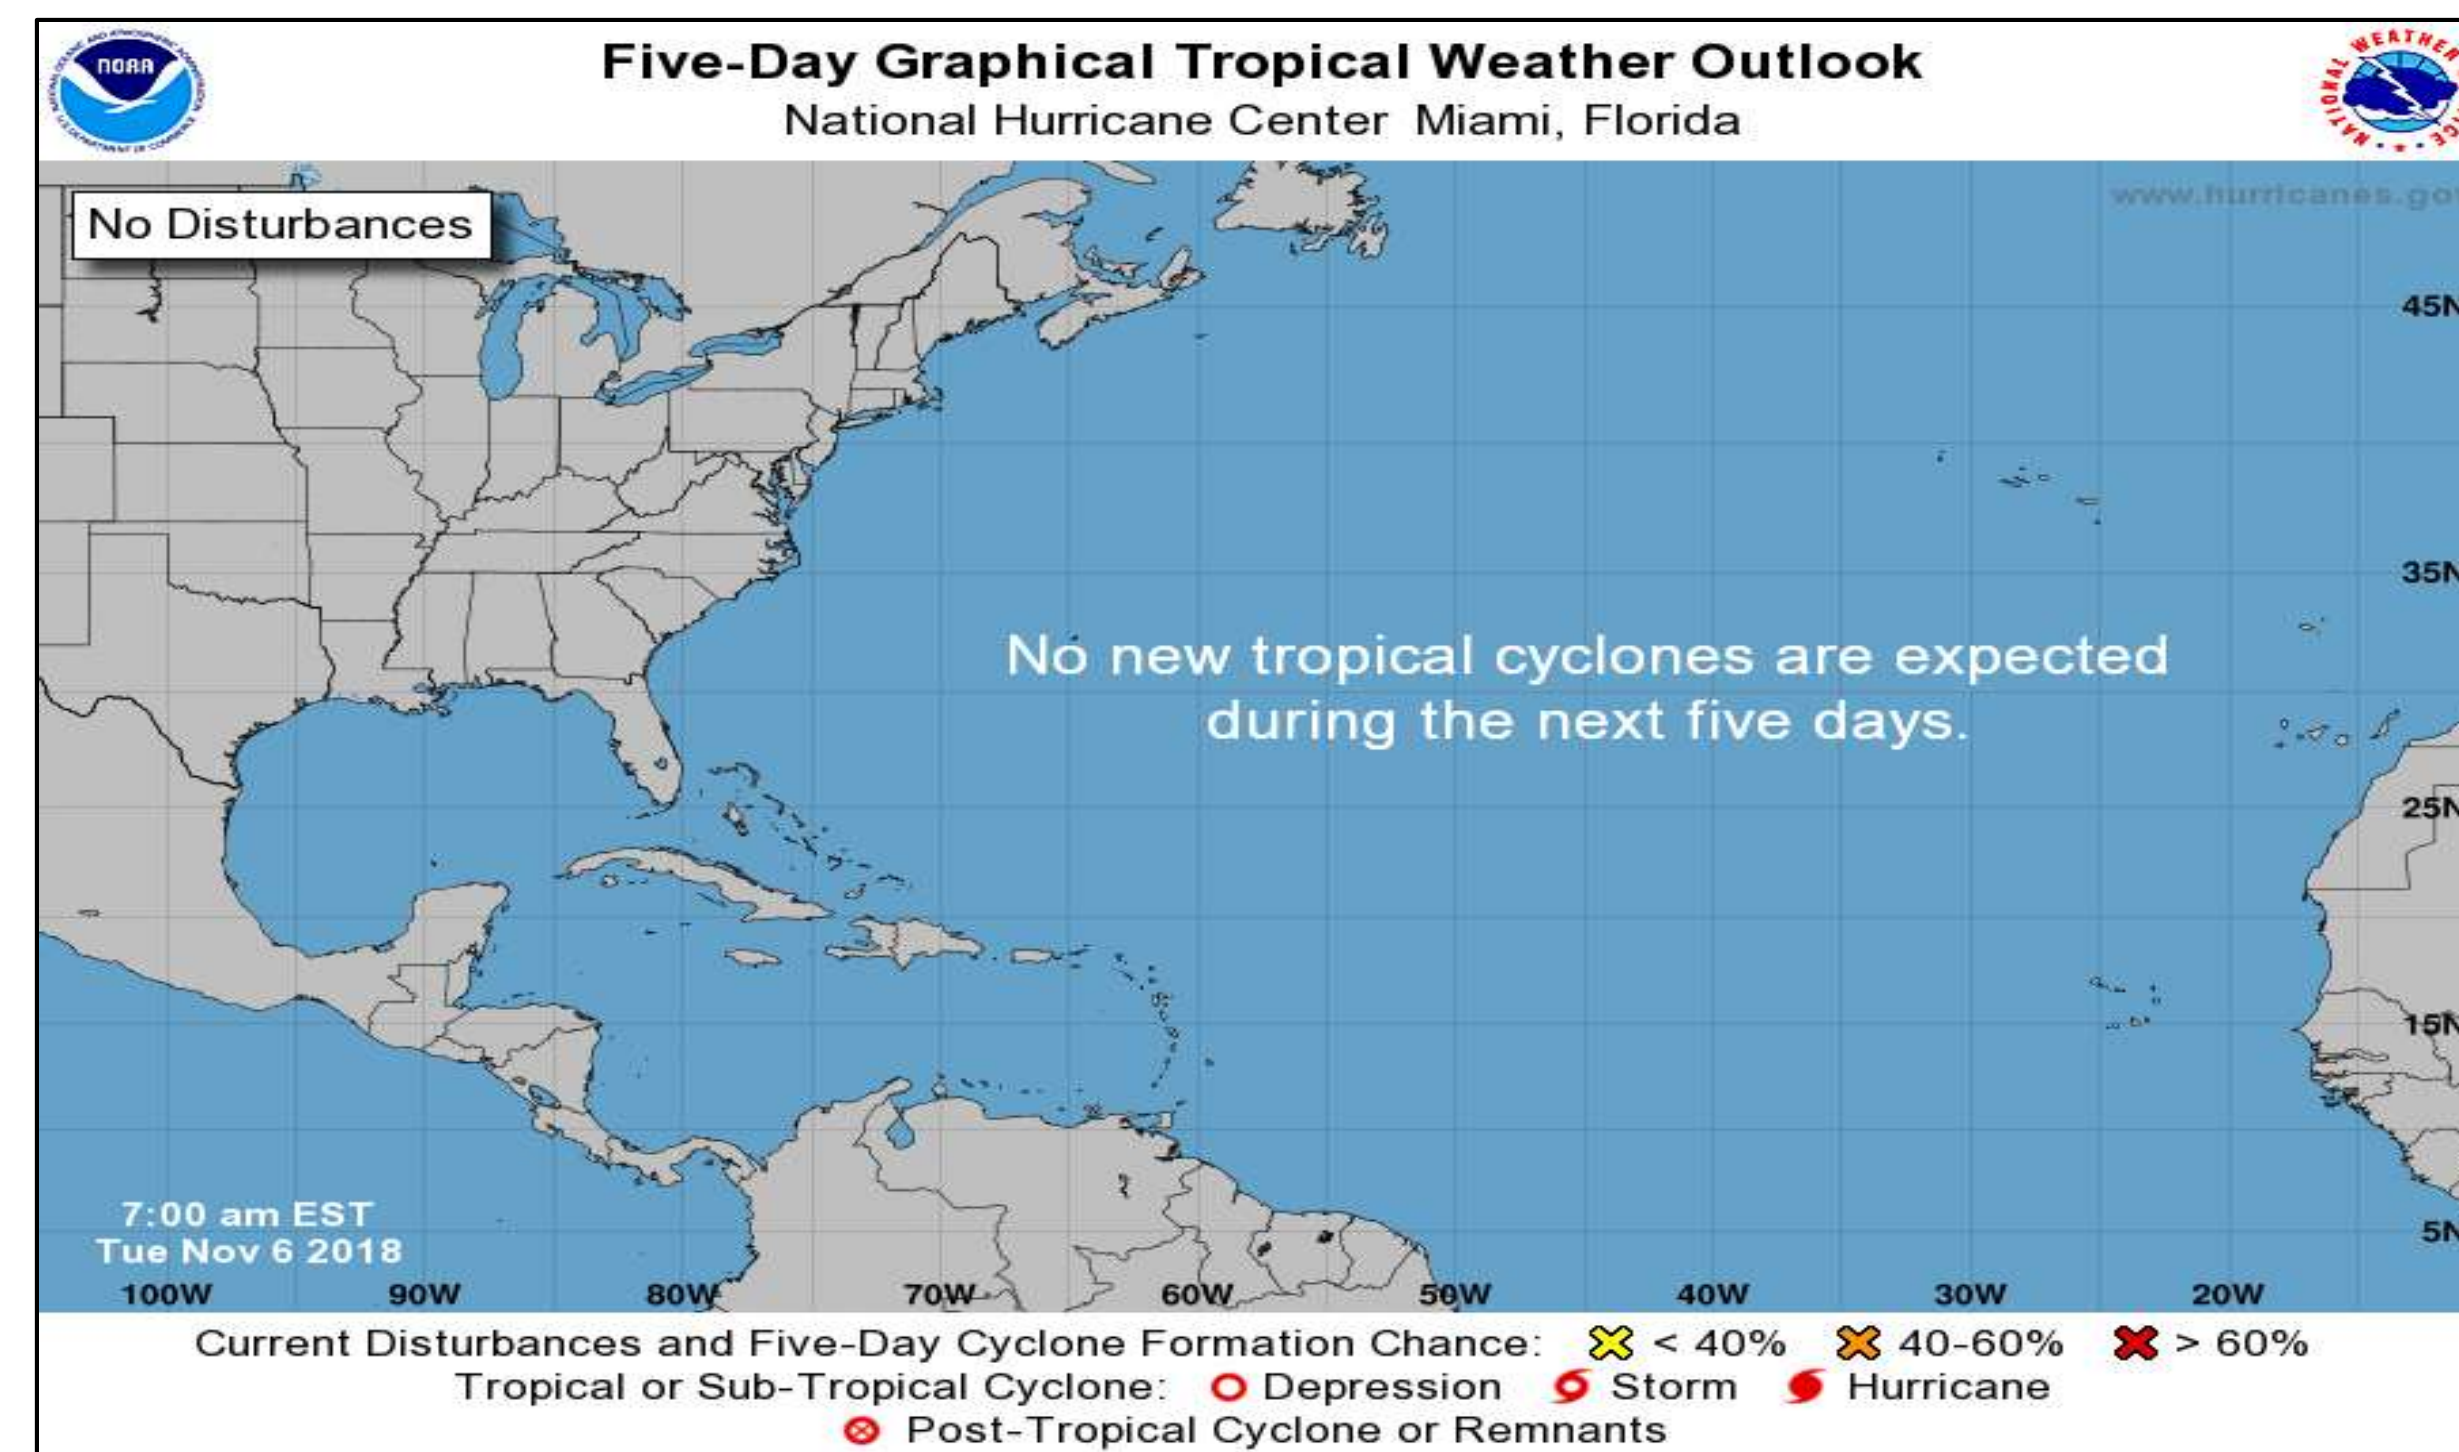 NOAA
Five-Day Graphical Tropical Weather Outlook
National Hurricane Center Miami, Florida
NATIONAL WEATHER
No Disturbances
www.hurricanes.gov
45N
35N
No new tropical cyclones are expected
during the next five days.
25N
15N
7:00 am EST
Tue Nov 6 2018
5N
100W 90W 80W 70W 60W 50W 40W 30W 20W
Current Disturbances and Five-Day Cyclone Formation Chance: < 40% 40-60% > 60%
Tropical or Sub-Tropical Cyclone: Depression Storm Hurricane
Post-Tropical Cyclone or Remnants